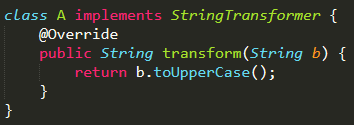 class A implements StringTransformer {
    @Override
    public String transform(String b) {
        return b.toUpperCase();
    }
}